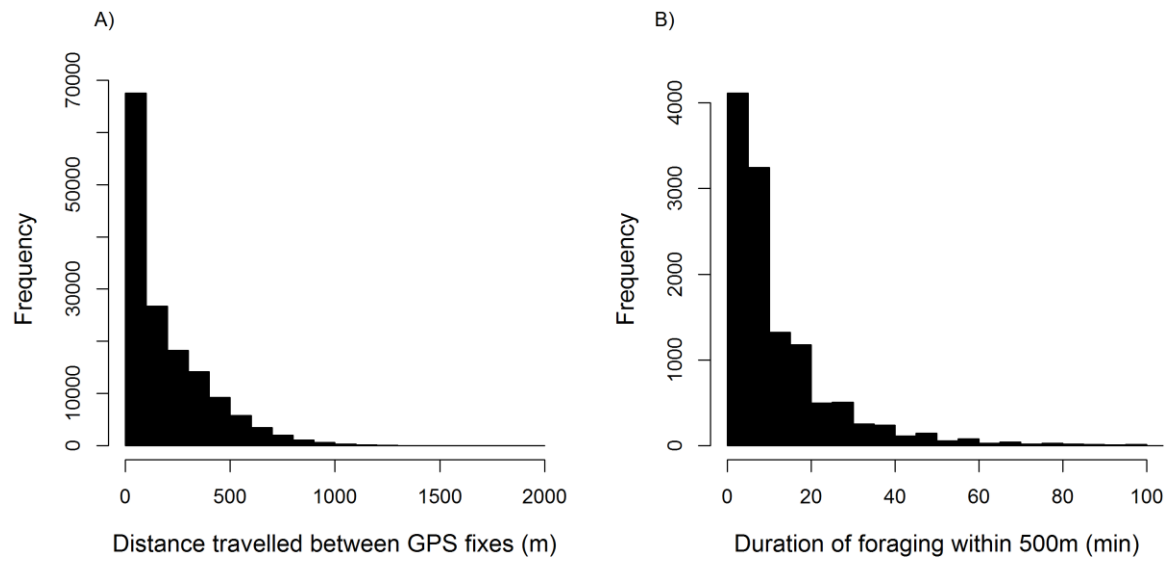 A)
Frequency
70000
50000
30000
10000
0
0 500 1000 1500 2000
Distance travelled between GPS fixes (m)
B)
Frequency
4000
3000
2000
1000
0
0 20 40 60 80 100
Duration of foraging within 500m (min)